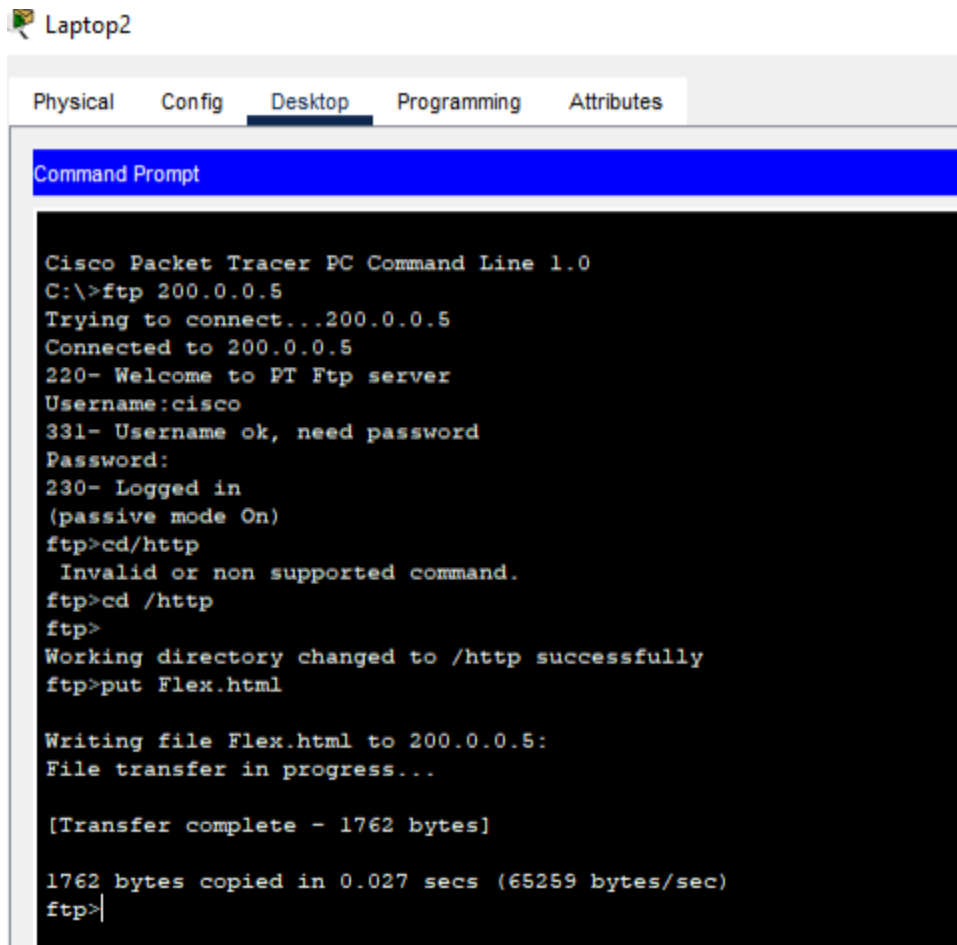 Laptop2
Physical Config Desktop Programming Attributes
Command Prompt
Cisco Packet Tracer PC Command Line 1.0
C:\>ftp 200.0.0.5
Trying to connect...200.0.0.5
Connected to 200.0.0.5
220- Welcome to PT Ftp server
Username:cisco
331- Username ok, need password
Password:
230- Logged in
(passive mode On)
ftp>cd/http
 Invalid or non supported command.
ftp>cd /http
ftp>
Working directory changed to /http successfully
ftp>put Flex.html
Writing file Flex.html to 200.0.0.5:
File transfer in progress...
[Transfer complete - 1762 bytes]
1762 bytes copied in 0.027 secs (65259 bytes/sec)
ftp>